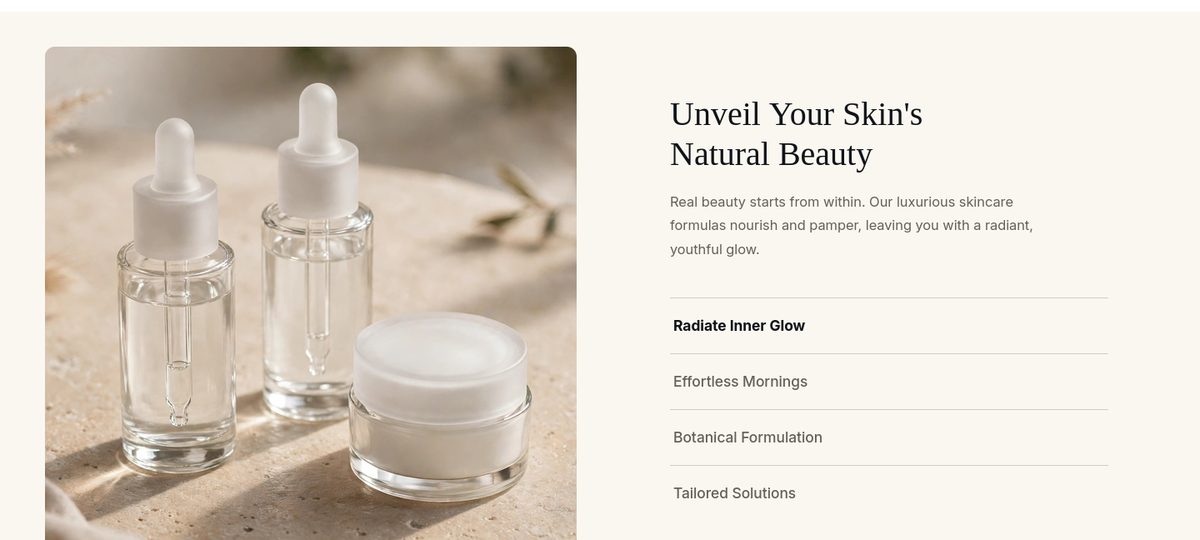 Unveil Your Skin's
Natural Beauty
Real beauty starts from within. Our luxurious skincare
formulas nourish and pamper, leaving you with a radiant,
youthful glow.
Radiate Inner Glow
Effortless Mornings
Botanical Formulation
Tailored Solutions